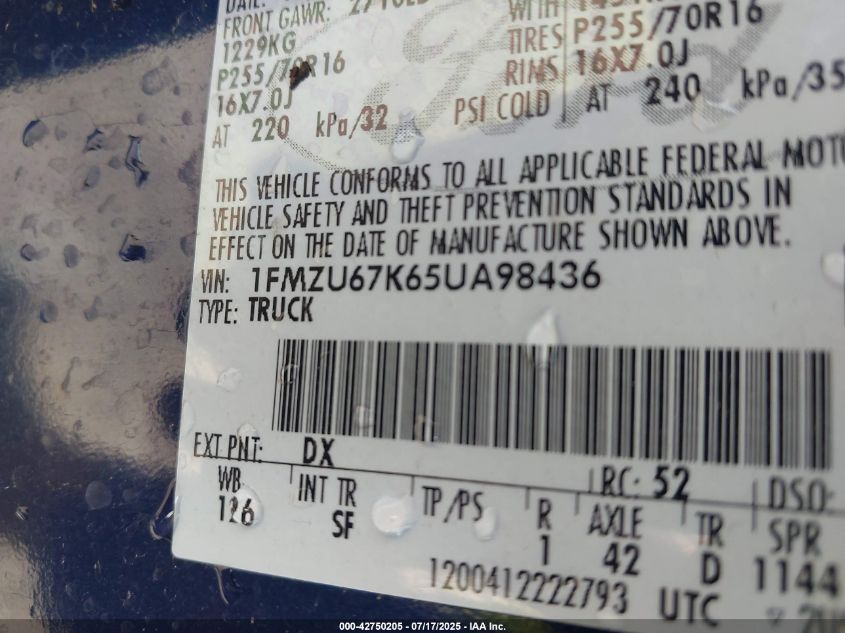 FRONT GAWR:
1229KG
P255/70R16
16X7.0J
AT 220 kPa/32
WITH
TIRES P255/70R16
RIMS 16X7.0J
PSI COLD AT 240 kPa/35
THIS VEHICLE CONFORMS TO ALL APPLICABLE FEDERAL MOTO
VEHICLE SAFETY AND THEFT PREVENTION STANDARDS IN
EFFECT ON THE DATE OF MANUFACTURE SHOWN ABOVE.
VIN: 1FMZU67K65UA98436
TYPE: TRUCK
EXT PNT: DX RC: 52 DSO:
WB INT TR TP/PS R AXLE TR SPR
126 SF 1 42 D 1144
1200412222793 UTC
000-42750205 - 07/17/2025 - IAA Inc.